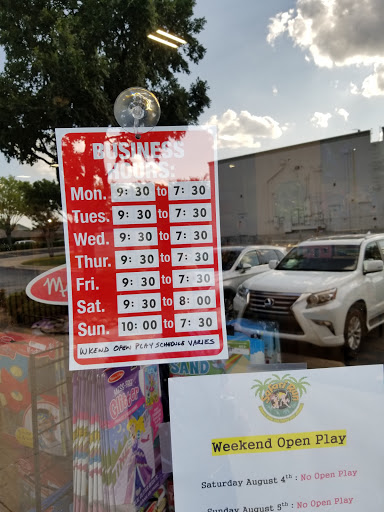 BUSINESS
HOURS:
Mon. 9:30 to 7:30
Tues. 9:30 to 7:30
Wed. 9:30 to 7:30
Thur. 9:30 to 7:30
Fri. 9:30 to 7:30
Sat. 9:30 to 8:00
Sun. 10:00 to 7:30
WKEND OPEN PLAY SCHEDULE VARIES
SAND
Weekend Open Play
Saturday August 4th : No Open Play
Sunday August 5th : No Open Play